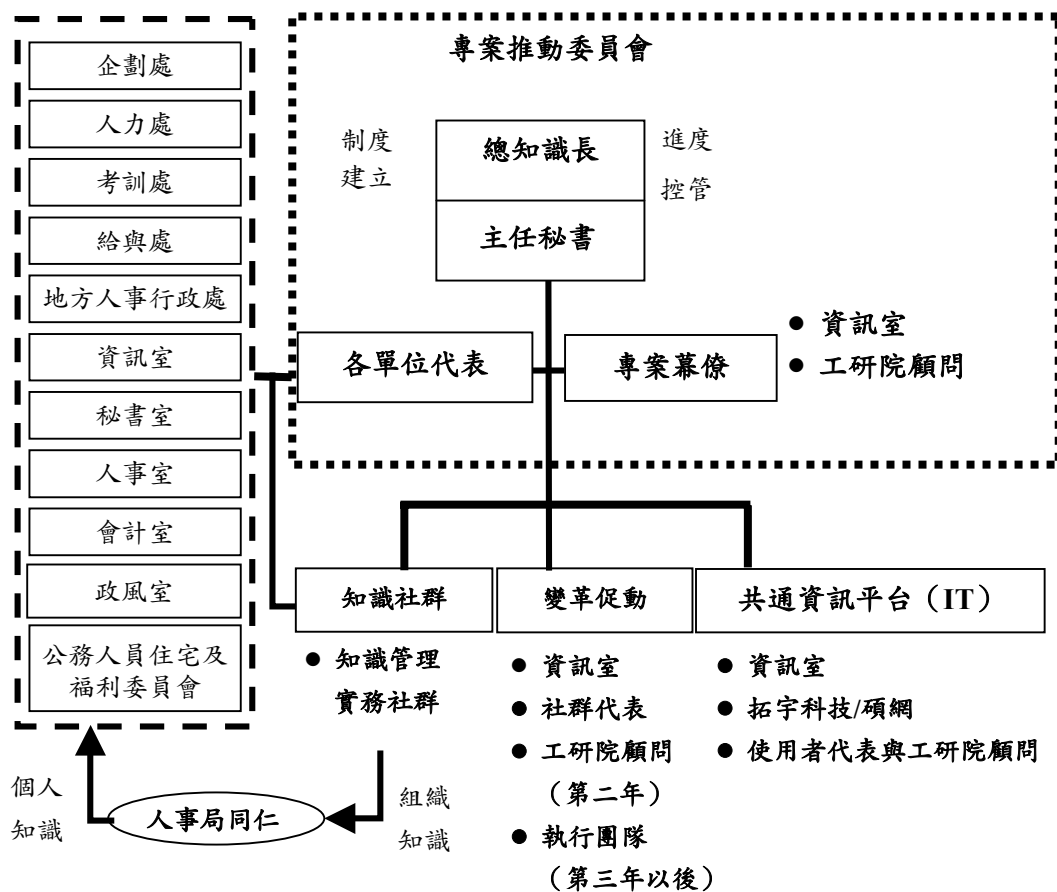 企劃處
人力處
考訓處
給與處
地方人事行政處
資訊室
秘書室
人事室
會計室
政風室
公務人員住宅及
福利委員會
專案推動委員會
制度
建立
總知識長
主任秘書
進度
控管
各單位代表
專案幕僚
● 資訊室
● 工研院顧問
知識社群
● 知識管理
實務社群
變革促動
● 資訊室
● 社群代表
● 工研院顧問
（第二年）
● 執行團隊
（第三年以後）
共通資訊平台（IT）
● 資訊室
● 拓宇科技/碩網
● 使用者代表與工研院顧問
個人
知識
人事局同仁
組織
知識